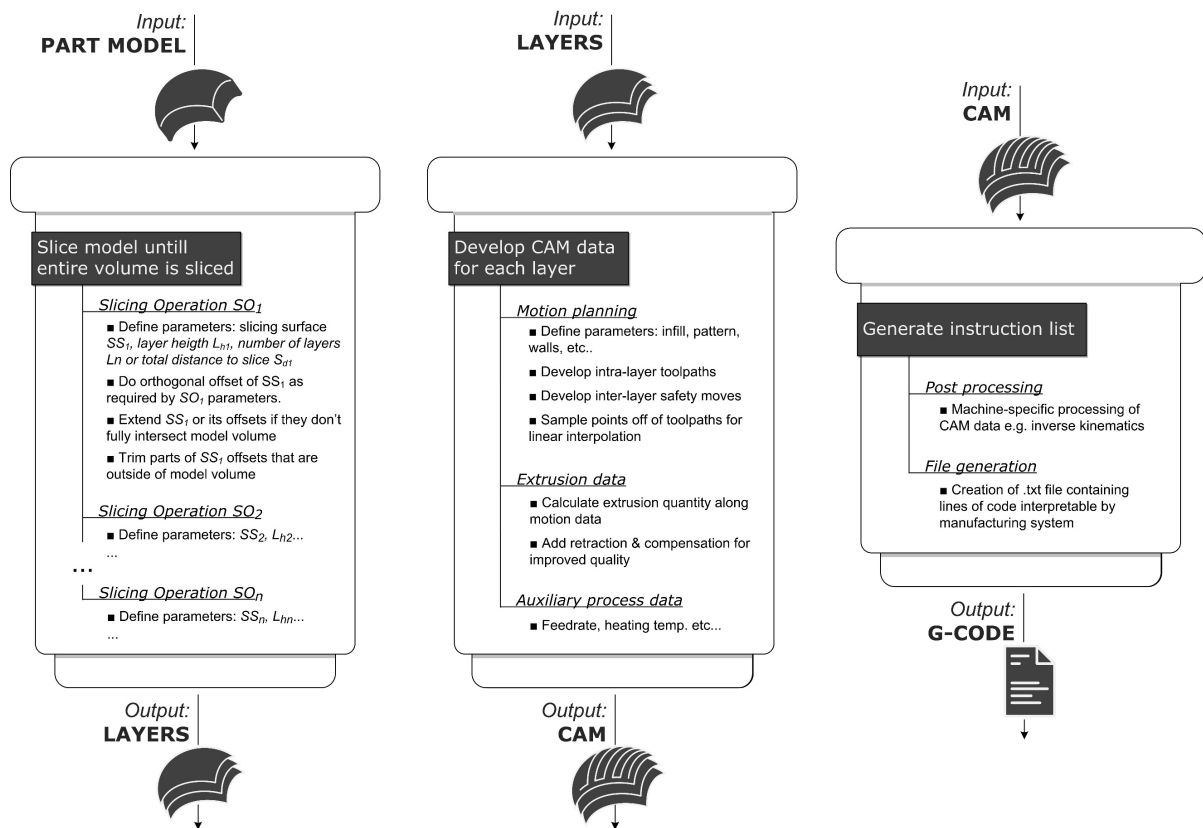 Input:
PART MODEL
Slice model untill
entire volume is sliced
Slicing Operation SO1
■ Define parameters: slicing surface
SS1, layer heigth Lh1, number of layers
Ln or total distance to slice Sd1
■ Do orthogonal offset of SS1 as
required by SO1 parameters.
■ Extend SS1 or its offsets if they don't
fully intersect model volume
■ Trim parts of SS1 offsets that are
outside of model volume
Slicing Operation SO2
■ Define parameters: SS2, Lh2...
...
...
Slicing Operation SOn
■ Define parameters: SSn, Lhn...
...
Output:
LAYERS
Input:
LAYERS
Develop CAM data
for each layer
Motion planning
■ Define parameters: infill, pattern,
walls, etc..
■ Develop intra-layer toolpaths
■ Develop inter-layer safety moves
■ Sample points off of toolpaths for
linear interpolation
Extrusion data
■ Calculate extrusion quantity along
motion data
■ Add retraction & compensation for
improved quality
Auxiliary process data
■ Feedrate, heating temp. etc...
Output:
CAM
Input:
CAM
Generate instruction list
Post processing
■ Machine-specific processing of
CAM data e.g. inverse kinematics
File generation
■ Creation of .txt file containing
lines of code interpretable by
manufacturing system
Output:
G-CODE